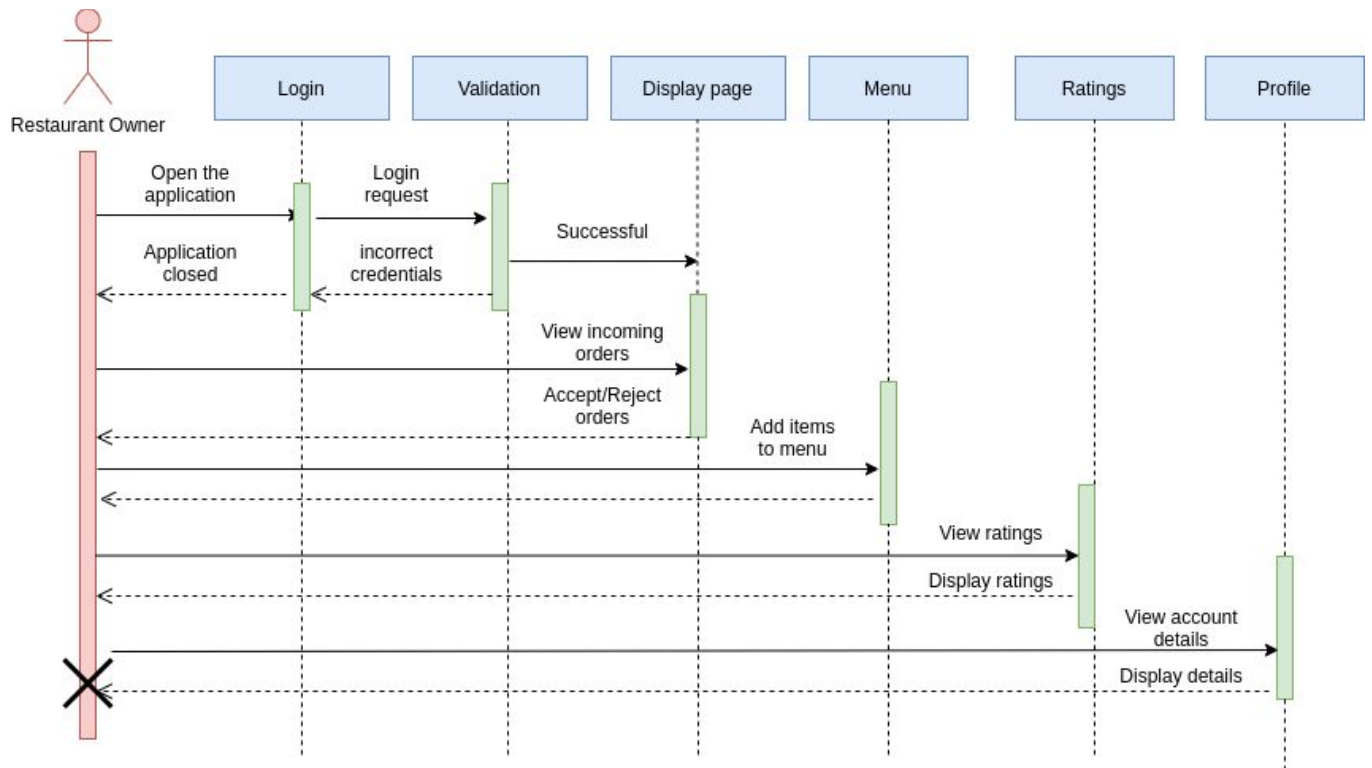 Login
Validation
Display page
Menu
Ratings
Profile
Restaurant Owner
Open the
application
Login
request
Successful
Application
closed
incorrect
credentials
View incoming
orders
Accept/Reject
orders
Add items
to menu
View ratings
Display ratings
View account
details
Display details